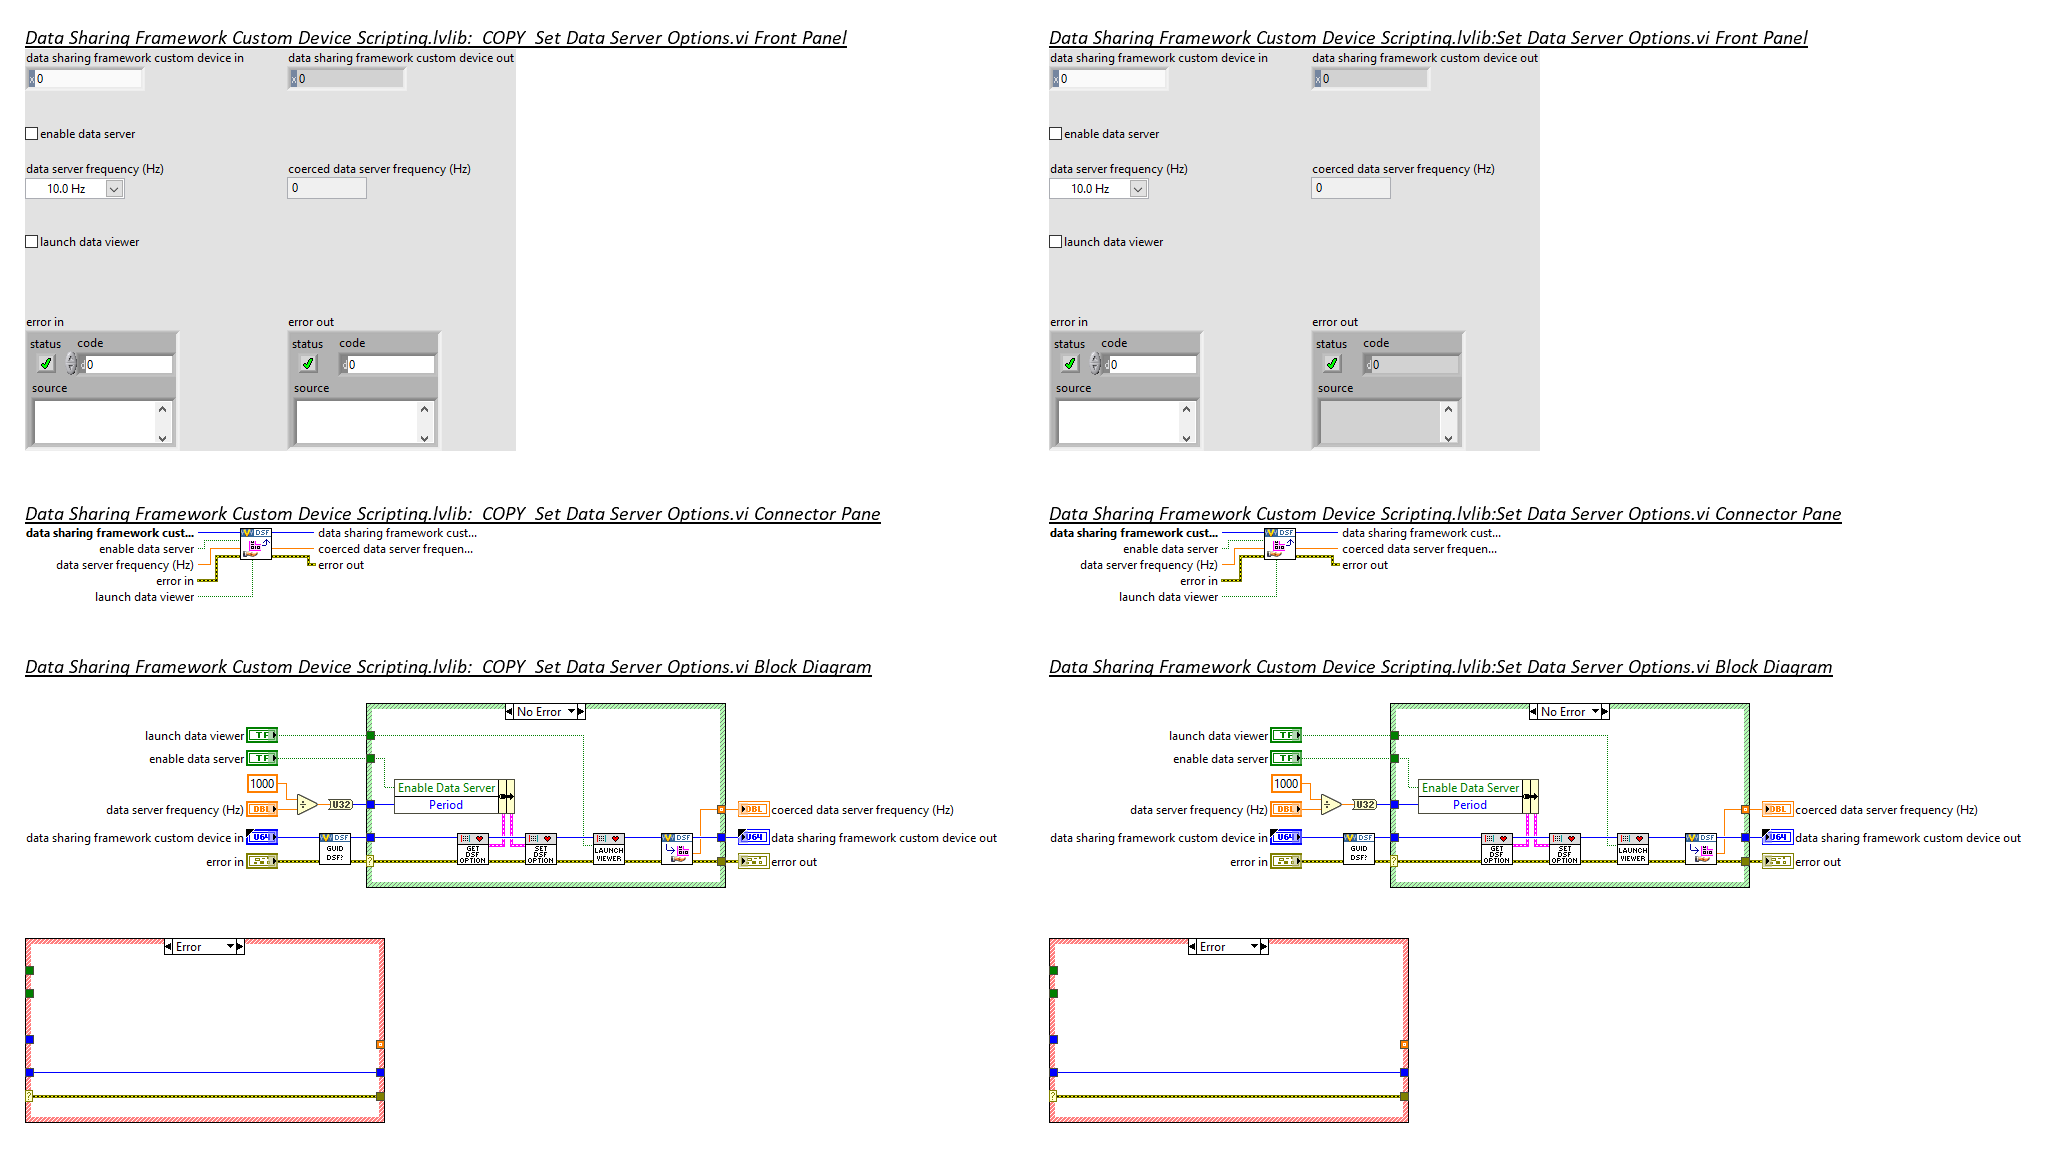 Data Sharing Framework Custom Device Scripting.lvlib:  COPY  Set Data Server Options.vi Front Panel
data sharing framework custom device in
data sharing framework custom device out
x 0
x 0
enable data server
data server frequency (Hz)
coerced data server frequency (Hz)
10.0 Hz
0
launch data viewer
error in
error out
status
code
status
code
d 0
d 0
source
source
Data Sharing Framework Custom Device Scripting.lvlib:  COPY  Set Data Server Options.vi Connector Pane
data sharing framework cust...
DSF
data sharing framework cust...
enable data server
coerced data server frequen...
data server frequency (Hz)
error out
error in
launch data viewer
Data Sharing Framework Custom Device Scripting.lvlib:  COPY  Set Data Server Options.vi Block Diagram
No Error
launch data viewer
TF
enable data server
TF
1000
Enable Data Server
data server frequency (Hz)
DBL
÷
U32
Period
DBL
coerced data server frequency (Hz)
data sharing framework custom device in
U64
DSF
GUID
DSF?
GET
DSF
OPTION
SET
DSF
OPTION
LAUNCH
VIEWER
DSF
U64
data sharing framework custom device out
error in
?
error out
Error
?
Data Sharing Framework Custom Device Scripting.lvlib:Set Data Server Options.vi Front Panel
data sharing framework custom device in
data sharing framework custom device out
x 0
x 0
enable data server
data server frequency (Hz)
coerced data server frequency (Hz)
10.0 Hz
0
launch data viewer
error in
error out
status
code
status
code
d 0
d 0
source
source
Data Sharing Framework Custom Device Scripting.lvlib:Set Data Server Options.vi Connector Pane
data sharing framework cust...
DSF
data sharing framework cust...
enable data server
coerced data server frequen...
data server frequency (Hz)
error out
error in
launch data viewer
Data Sharing Framework Custom Device Scripting.lvlib:Set Data Server Options.vi Block Diagram
No Error
launch data viewer
TF
enable data server
TF
1000
Enable Data Server
data server frequency (Hz)
DBL
÷
U32
Period
DBL
coerced data server frequency (Hz)
data sharing framework custom device in
U64
DSF
GUID
DSF?
GET
DSF
OPTION
SET
DSF
OPTION
LAUNCH
VIEWER
DSF
U64
data sharing framework custom device out
error in
?
error out
Error
?